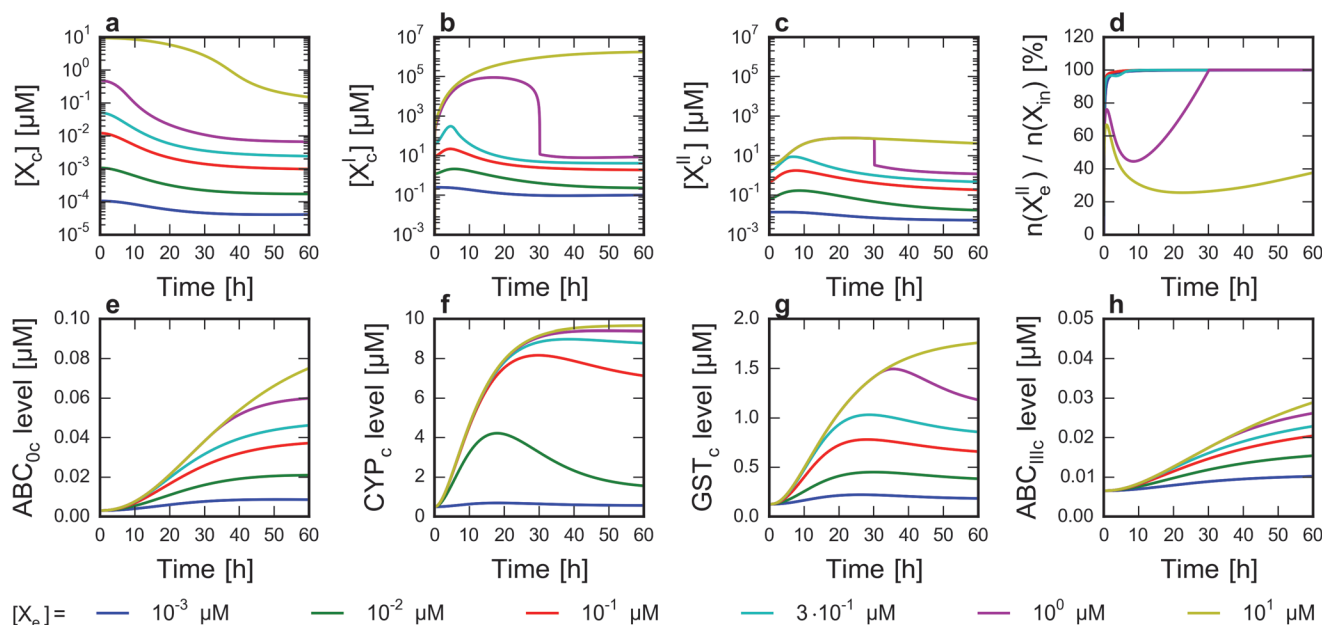 a
b
c
d
[X_c] [µM]
10^1
10^0
10^-1
10^-2
10^-3
10^-4
10^-5
0 10 20 30 40 50 60
Time [h]
[X_c^I] [µM]
10^7
10^5
10^3
10^1
10^-1
10^-3
0 10 20 30 40 50 60
Time [h]
[X_c^II] [µM]
10^7
10^5
10^3
10^1
10^-1
10^-3
0 10 20 30 40 50 60
Time [h]
n(X_e^II) / n(X_in) [%]
120
100
80
60
40
20
0
0 10 20 30 40 50 60
Time [h]
e
f
g
h
ABC_0c level [µM]
0.10
0.08
0.06
0.04
0.02
0.00
0 10 20 30 40 50 60
Time [h]
CYP_c level [µM]
10
8
6
4
2
0
0 10 20 30 40 50 60
Time [h]
GST_c level [µM]
2.0
1.5
1.0
0.5
0.0
0 10 20 30 40 50 60
Time [h]
ABC_IIIc level [µM]
0.05
0.04
0.03
0.02
0.01
0.00
0 10 20 30 40 50 60
Time [h]
[X_e] = 10^-3 µM 10^-2 µM 10^-1 µM 3·10^-1 µM 10^0 µM 10^1 µM